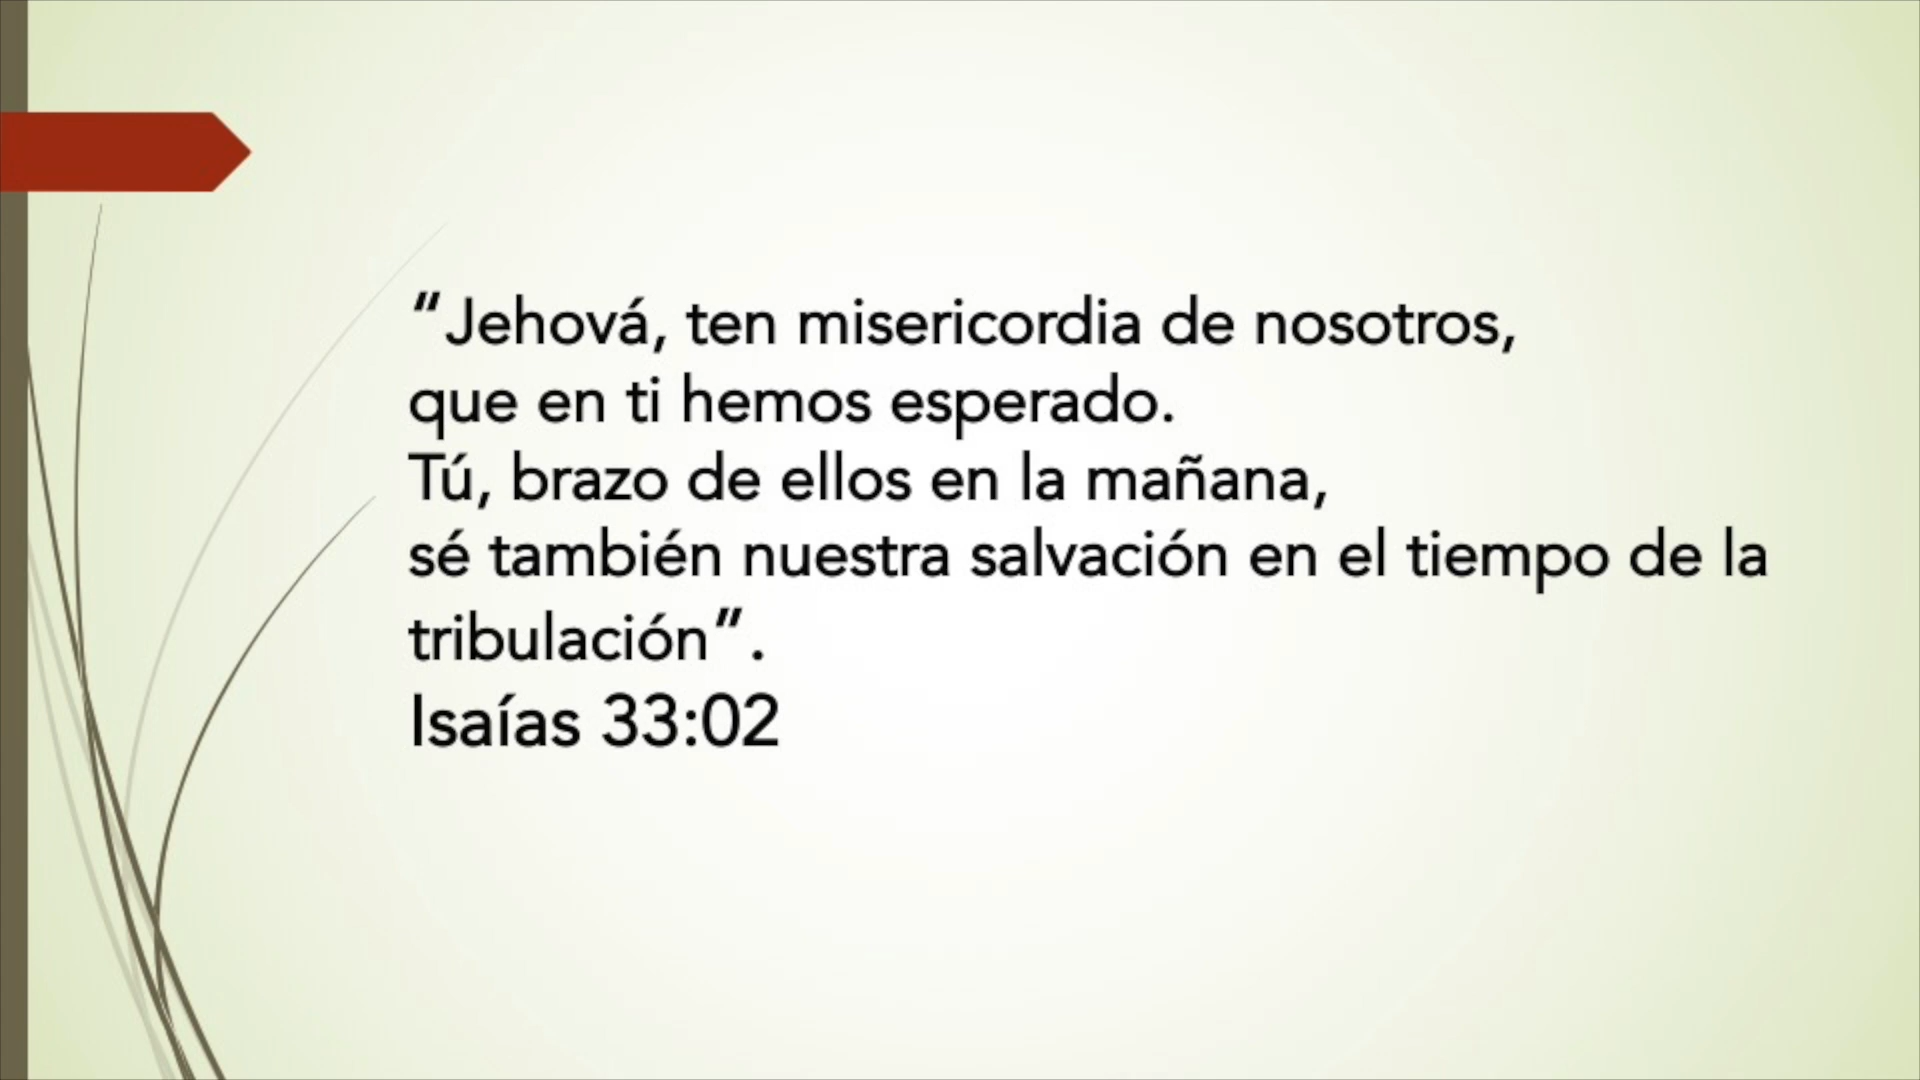 “Jehová, ten misericordia de nosotros,
que en ti hemos esperado.
Tú, brazo de ellos en la mañana,
sé también nuestra salvación en el tiempo de la
tribulación”.
Isaías 33:02